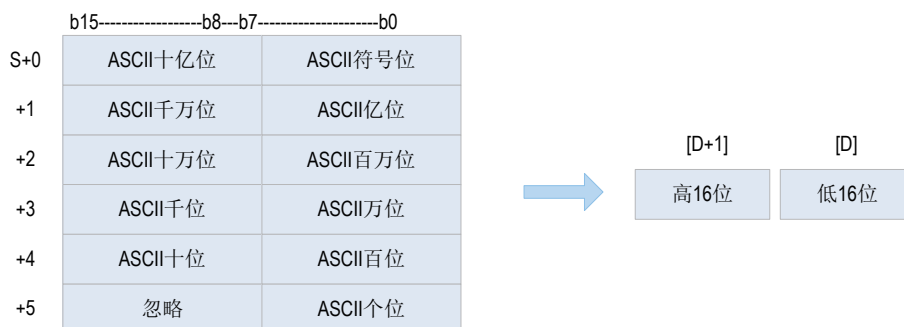 b15------------------b8---b7---------------------b0
S+0 ASCII十亿位 ASCII符号位
+1 ASCII千万位 ASCII亿位
+2 ASCII十万位 ASCII百万位
[D+1] [D]
+3 ASCII千位 ASCII万位
高16位 低16位
+4 ASCII十位 ASCII百位
+5 忽略 ASCII个位